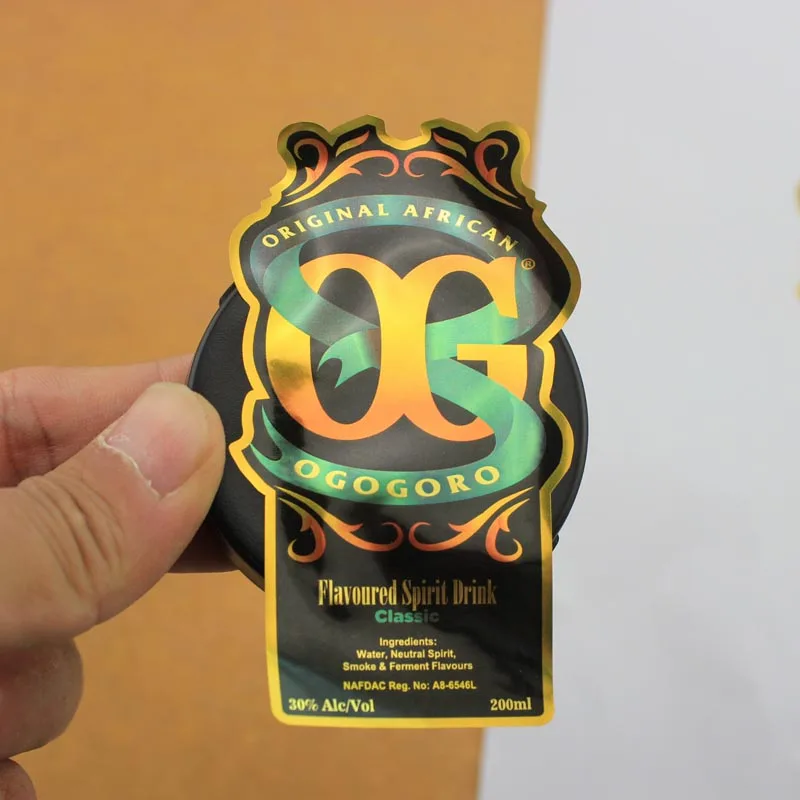 ORIGINAL AFRICAN
OG®
OGOGORO
Flavoured Spirit Drink
Classic
Ingredients:
Water, Neutral Spirit,
Smoke & Ferment Flavours
NAFDAC Reg. No: A8-6546L
30% Alc/Vol 200ml